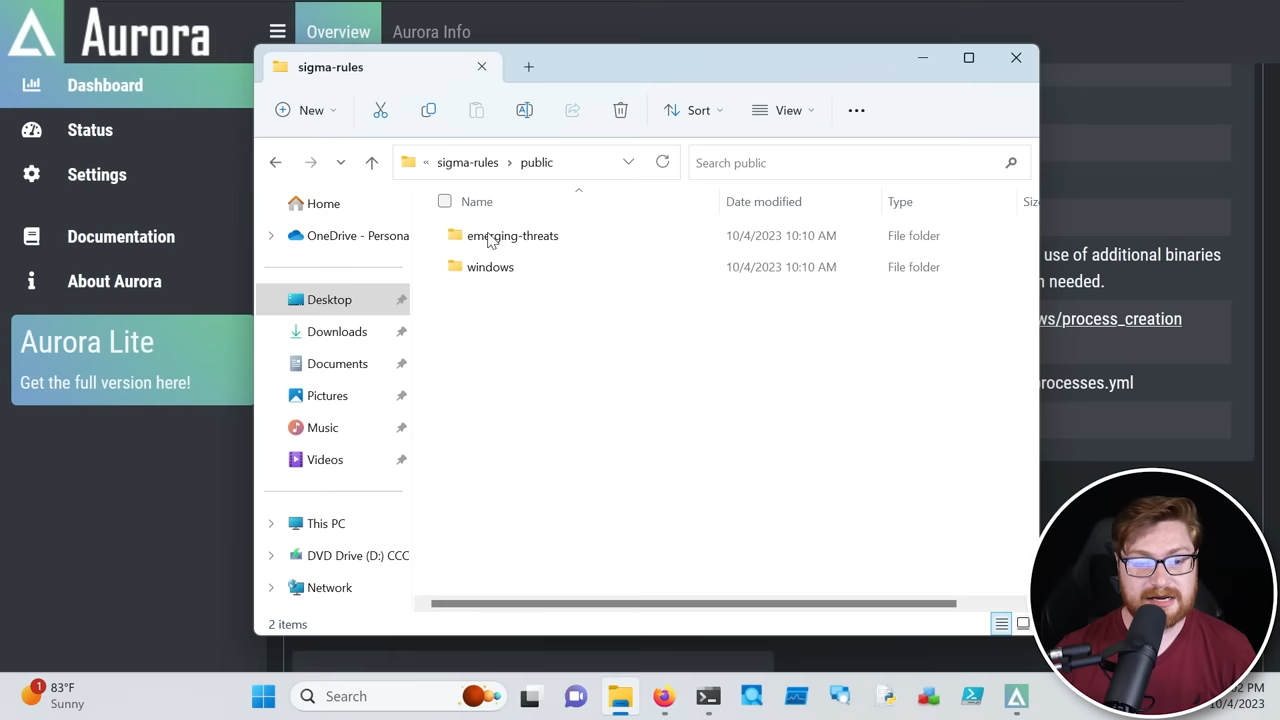 Aurora
Overview
Aurora Info
Dashboard
Status
Settings
Documentation
About Aurora
Aurora Lite
Get the full version here!
sigma-rules
New
Sort
View
« sigma-rules > public
Search public
Home
OneDrive - Persona
Desktop
Downloads
Documents
Pictures
Music
Videos
This PC
DVD Drive (D:) CCC
Network
Name Date modified Type Siz
emerging-threats 10/4/2023 10:10 AM File folder
windows 10/4/2023 10:10 AM File folder
2 items
use of additional binaries
needed.
ws/process_creation
rocesses.yml
1
83°F
Sunny
Search
PM
10/4/2023